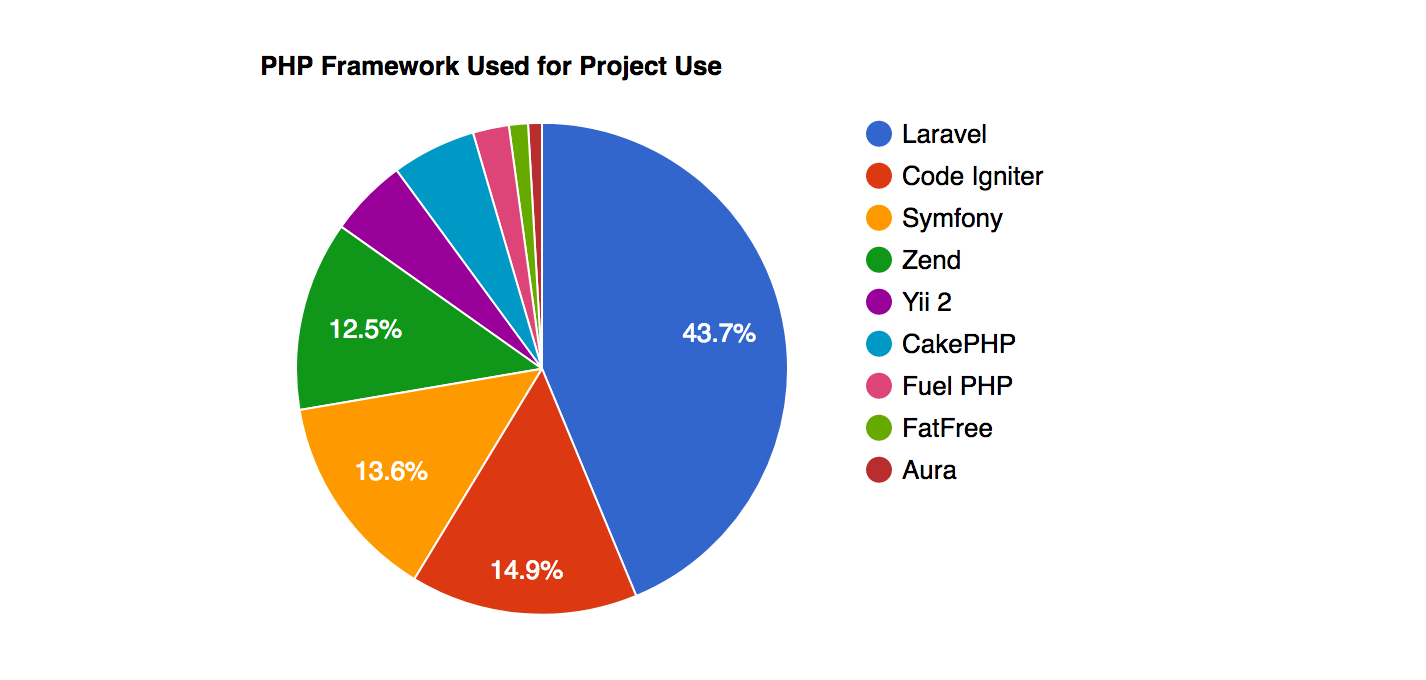 PHP Framework Used for Project Use
43.7%
14.9%
13.6%
12.5%
Laravel
Code Igniter
Symfony
Zend
Yii 2
CakePHP
Fuel PHP
FatFree
Aura